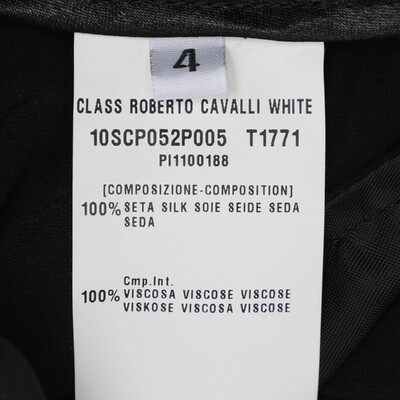 4
CLASS ROBERTO CAVALLI WHITE
10SCP052P005 T1771
PI1100188
[COMPOSIZIONE-COMPOSITION]
100% SETA SILK SOIE SEIDE SEDA
SEDA
Cmp.Int.
100% VISCOSA VISCOSE VISCOSE
VISKOSE VISCOSA VISCOSE